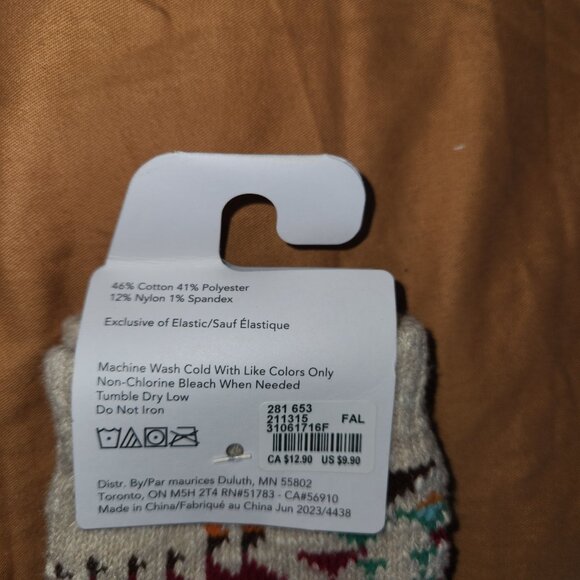 46% Cotton 41% Polyester
12% Nylon 1% Spandex
Exclusive of Elastic/Sauf Élastique
Machine Wash Cold With Like Colors Only
Non-Chlorine Bleach When Needed
Tumble Dry Low
Do Not Iron
281 653
211315 FAL
31061716F
CA $12.90 US $9.90
Distr. By/Par maurices Duluth, MN 55802
Toronto, ON M5H 2T4 RN#51783 - CA#56910
Made in China/Fabriqué au China Jun 2023/4438